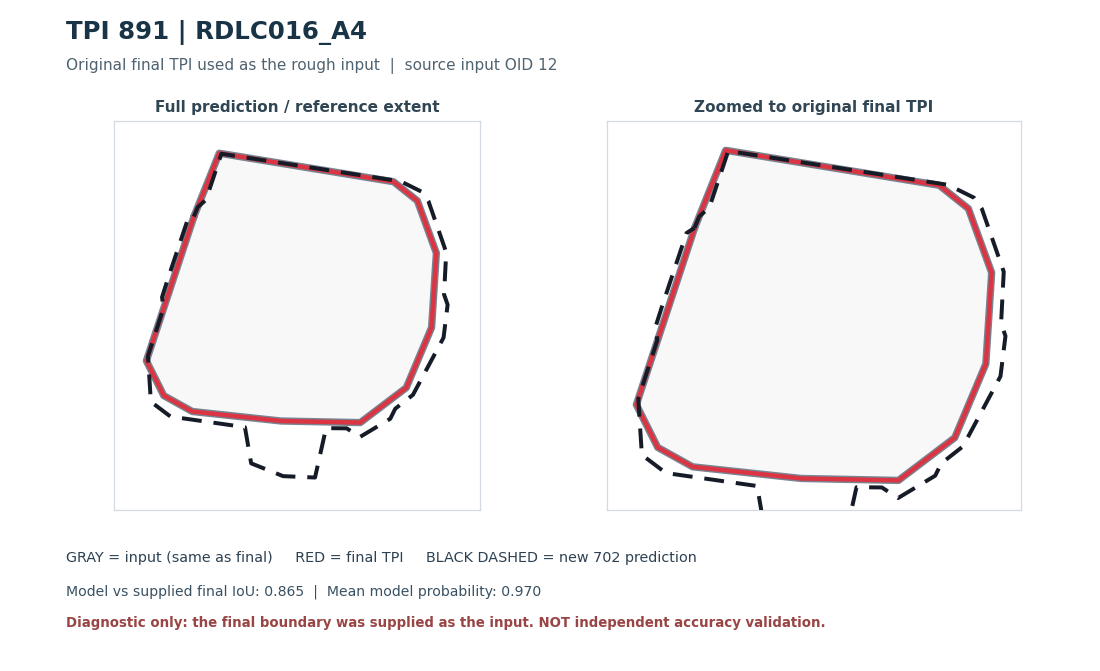 TPI 891 | RDLC016_A4
Original final TPI used as the rough input | source input OID 12
Full prediction / reference extent
Zoomed to original final TPI
GRAY = input (same as final) RED = final TPI BLACK DASHED = new 702 prediction
Model vs supplied final IoU: 0.865 | Mean model probability: 0.970
Diagnostic only: the final boundary was supplied as the input. NOT independent accuracy validation.